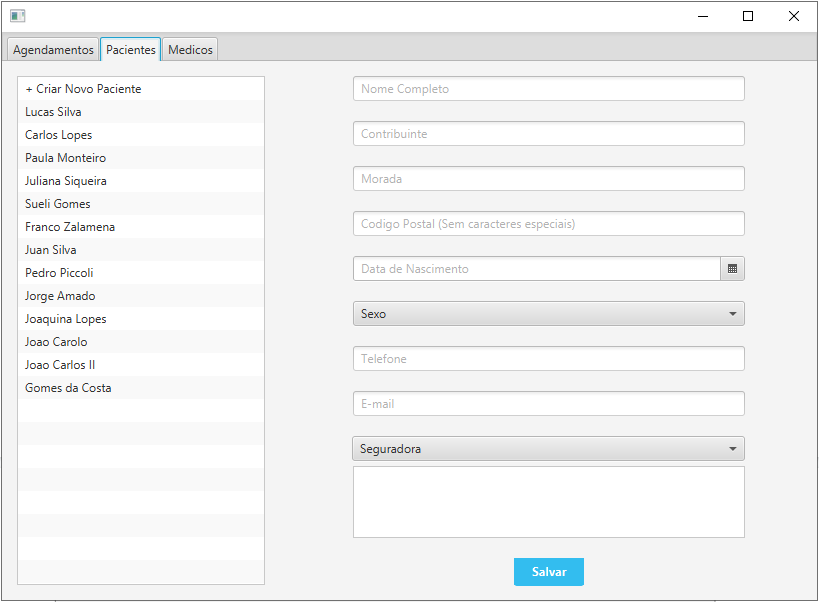 Agendamentos Pacientes Medicos
+ Criar Novo Paciente
Lucas Silva
Carlos Lopes
Paula Monteiro
Juliana Siqueira
Sueli Gomes
Franco Zalamena
Juan Silva
Pedro Piccoli
Jorge Amado
Joaquina Lopes
Joao Carolo
Joao Carlos II
Gomes da Costa
Nome Completo
Contribuinte
Morada
Codigo Postal (Sem caracteres especiais)
Data de Nascimento
Sexo
Telefone
E-mail
Seguradora
Salvar